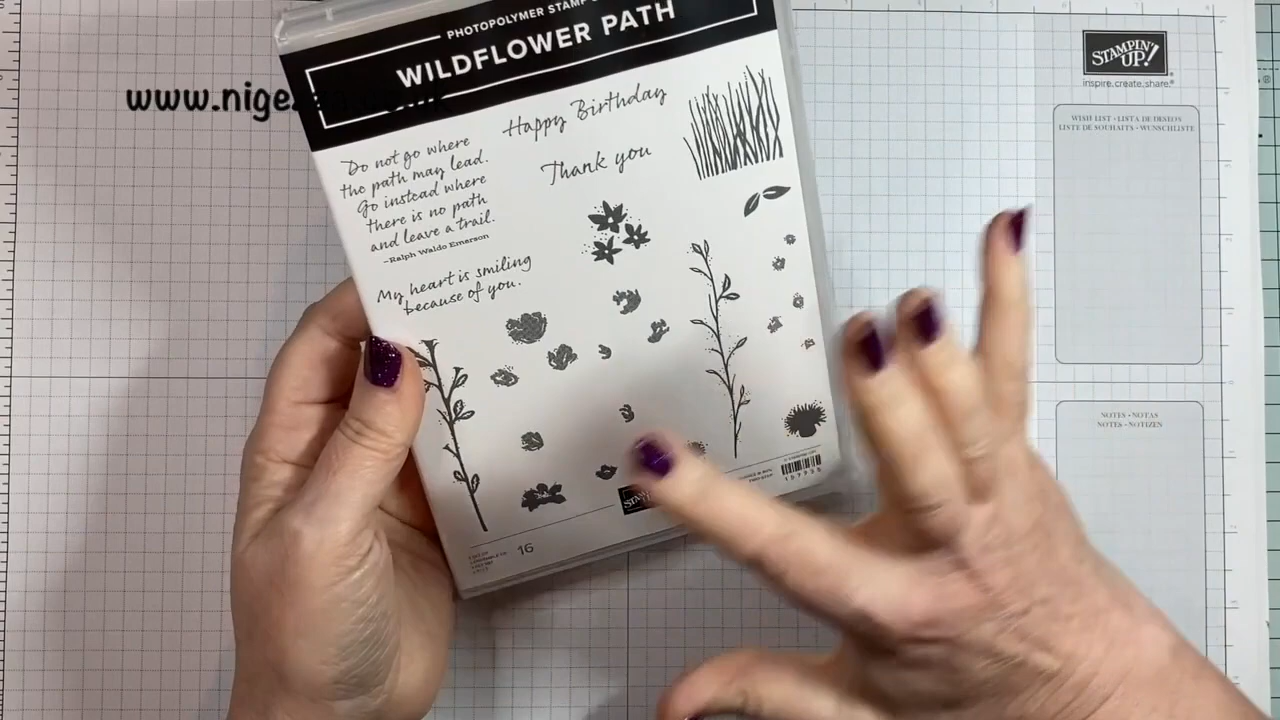 PHOTOPOLYMER STAMP
WILDFLOWER PATH
www.nige
Happy Birthday
Thank you
Do not go where
the path may lead.
Go instead where
there is no path
and leave a trail.
~Ralph Waldo Emerson
My heart is smiling
because of you.
16
STAMPIN' UP!
inspire.create.share.
WISH LIST • LISTA DE DESEOS
LISTE DE SOUHAITS • WUNSCHLISTE
NOTES • NOTAS
NOTES • NOTIZEN